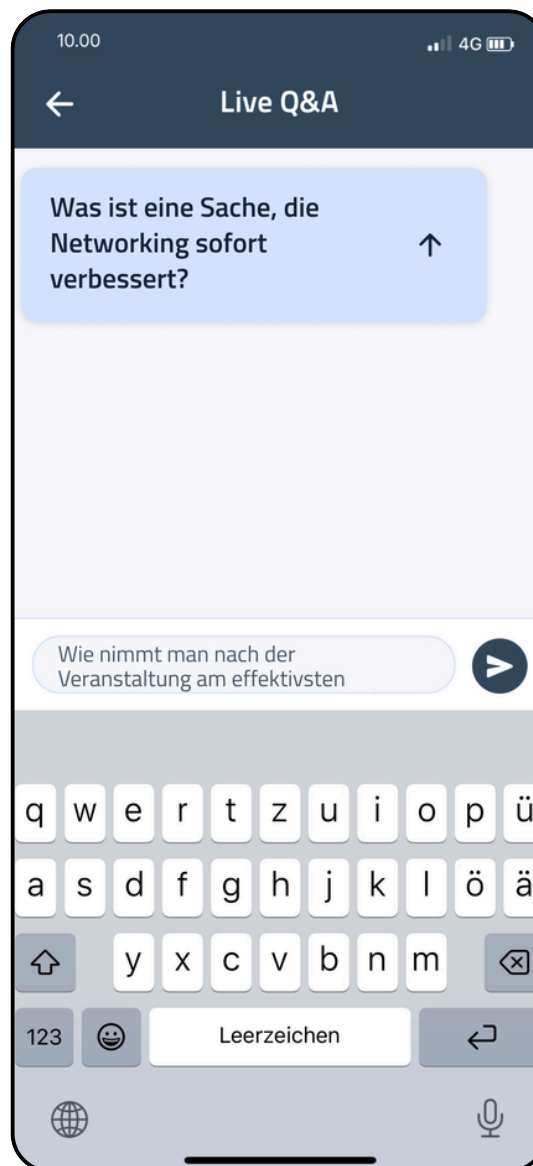 10.00
4G
Live Q&A
Was ist eine Sache, die
Networking sofort
verbessert?
Wie nimmt man nach der
Veranstaltung am effektivsten
q w e r t z u i o p ü
a s d f g h j k l ö ä
y x c v b n m
123
Leerzeichen